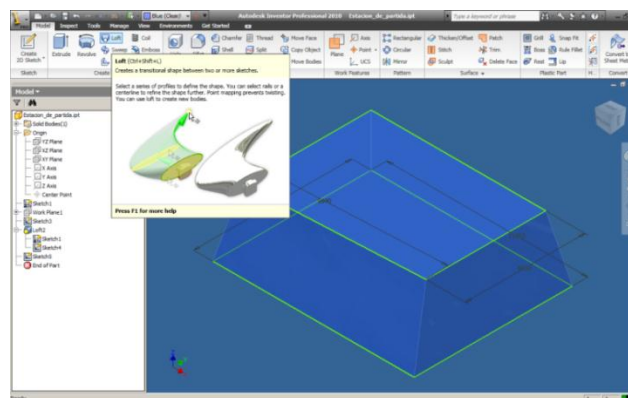 Blue (Clear)
Autodesk Inventor Professional 2010 Estacion_de_partida.ipt
Type a keyword or phrase
Model Inspect Tools Manage View Environments Get Started
Create 2D Sketch
Extrude
Revolve
Loft
Coil
Sweep
Emboss
Chamfer
Thread
Move Face
Shell
Split
Copy Object
Move Bodies
Plane
Axis
Point
UCS
Rectangular
Circular
Mirror
Thicken/Offset
Patch
Stitch
Trim
Sculpt
Delete Face
Grill
Snap Fit
Boss
Rule Fillet
Rest
Lip
Sketch
Work Features
Pattern
Surface
Plastic Part
Loft (Ctrl+Shift+L)
Creates a transitional shape between two or more sketches.
Select a series of profiles to define the shape. You can select rails or a
centerline to refine the shape further. Point mapping prevents twisting.
You can use loft to create new bodies.
Press F1 for more help
Model
Estacion_de_partida.ipt
Solid Bodies(1)
Origin
YZ Plane
XZ Plane
XY Plane
X Axis
Y Axis
Z Axis
Center Point
Sketch1
Work Plane1
Sketch3
Loft2
Sketch1
Sketch4
Sketch5
End of Part